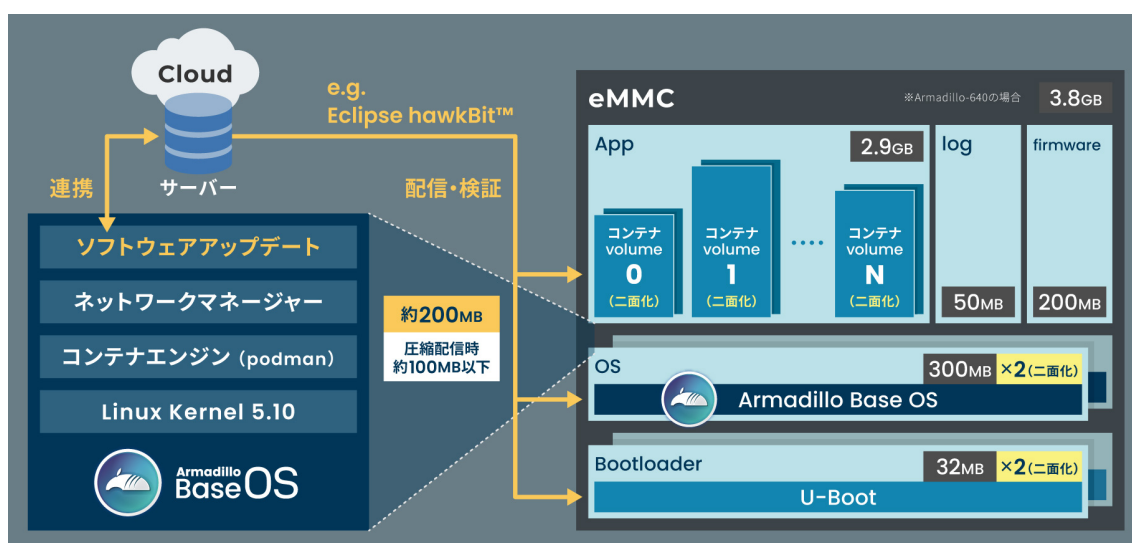 Cloud
サーバー
e.g.
Eclipse hawkBit™
連携
配信・検証
ソフトウェアアップデート
ネットワークマネージャー
コンテナエンジン（podman）
Linux Kernel 5.10
Armadillo
Base OS
約200MB
圧縮配信時
約100MB以下
eMMC
※Armadillo-640の場合
3.8GB
App
2.9GB
コンテナ
volume
0
（二面化）
コンテナ
volume
1
（二面化）
････
コンテナ
volume
N
（二面化）
log
50MB
firmware
200MB
OS
300MB ×2（二面化）
Armadillo Base OS
Bootloader
32MB ×2（二面化）
U-Boot